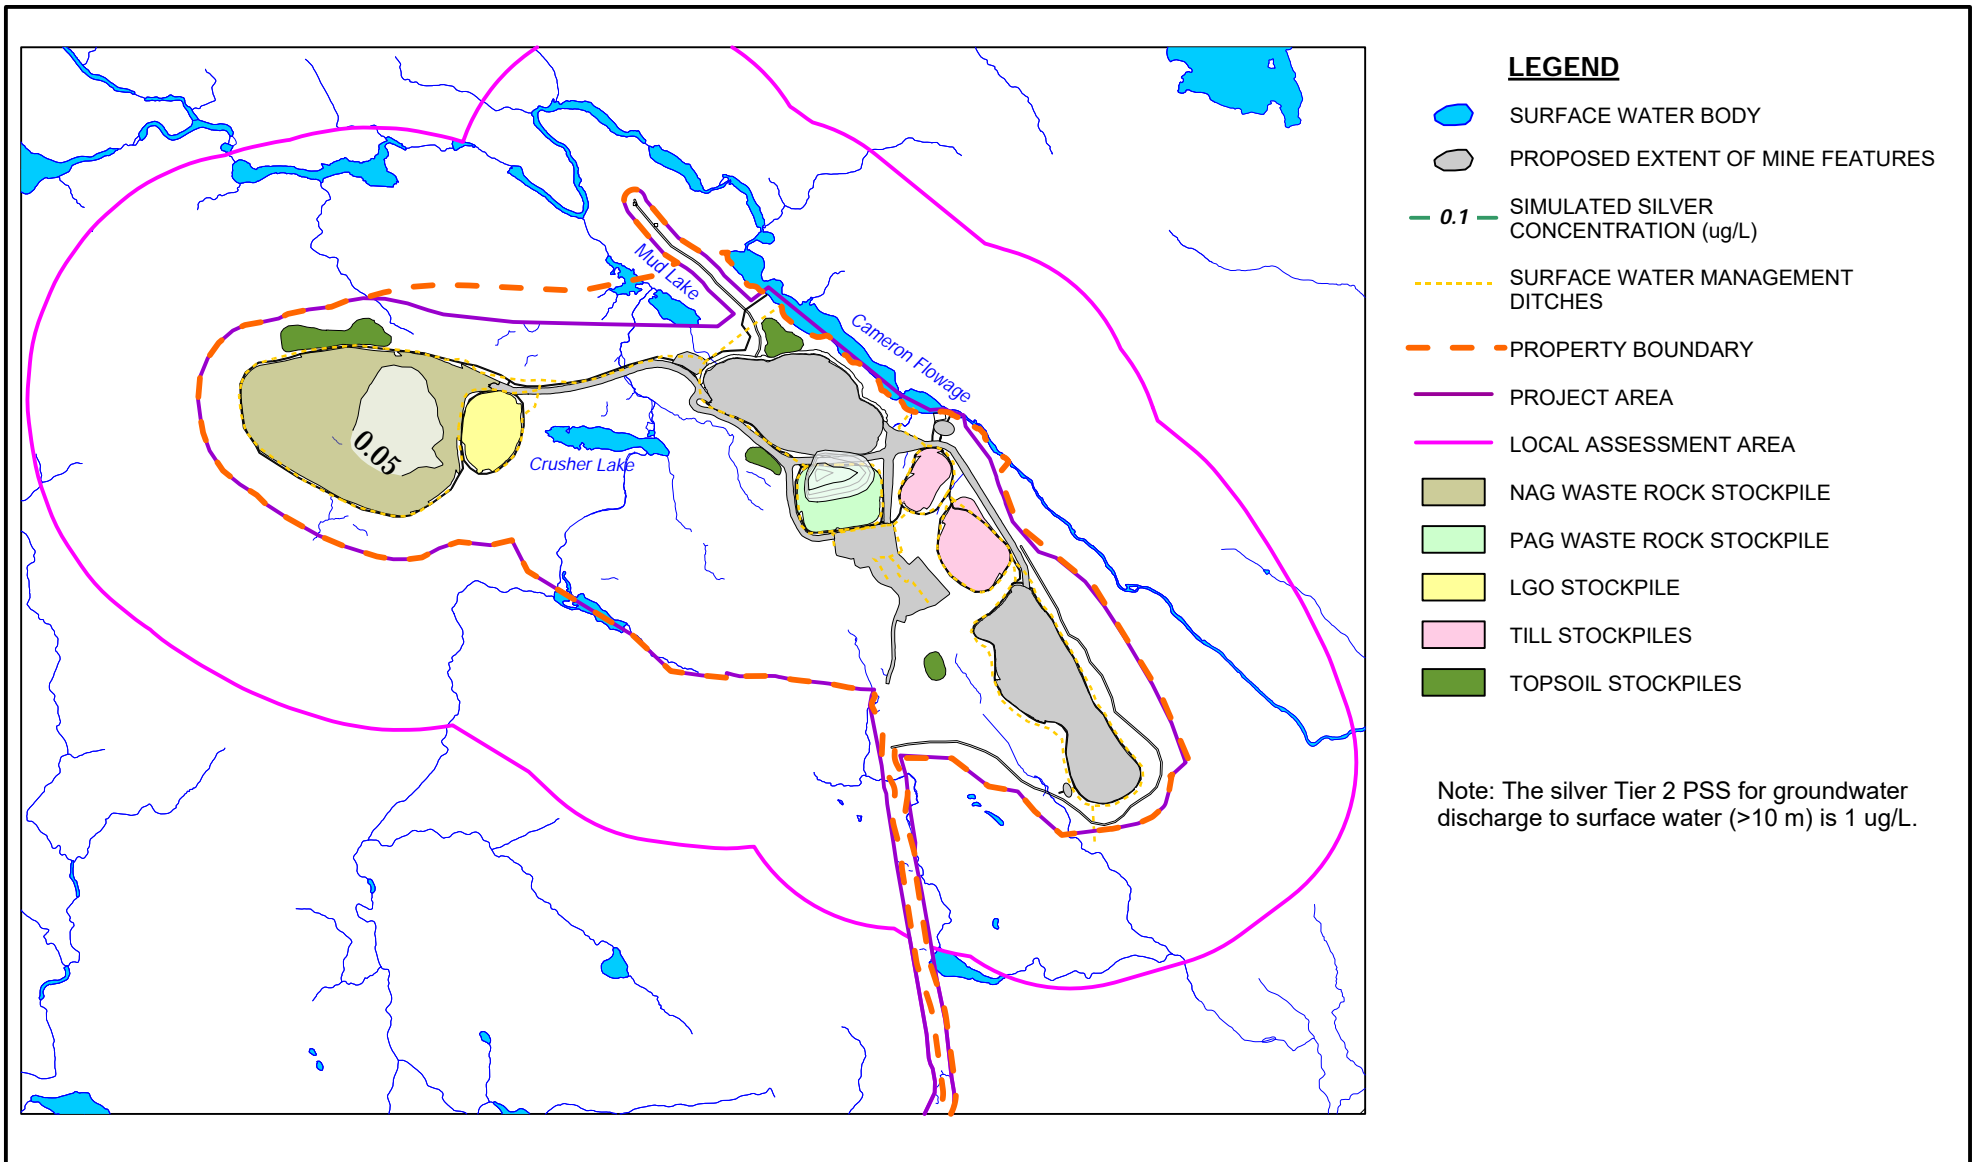 LEGEND
SURFACE WATER BODY
PROPOSED EXTENT OF MINE FEATURES
0.1
SIMULATED SILVER
CONCENTRATION (ug/L)
SURFACE WATER MANAGEMENT
DITCHES
PROPERTY BOUNDARY
PROJECT AREA
LOCAL ASSESSMENT AREA
NAG WASTE ROCK STOCKPILE
PAG WASTE ROCK STOCKPILE
LGO STOCKPILE
TILL STOCKPILES
TOPSOIL STOCKPILES
Note: The silver Tier 2 PSS for groundwater
discharge to surface water (>10 m) is 1 ug/L.
Mud Lake
Cameron Flowage
Crusher Lake
0.05